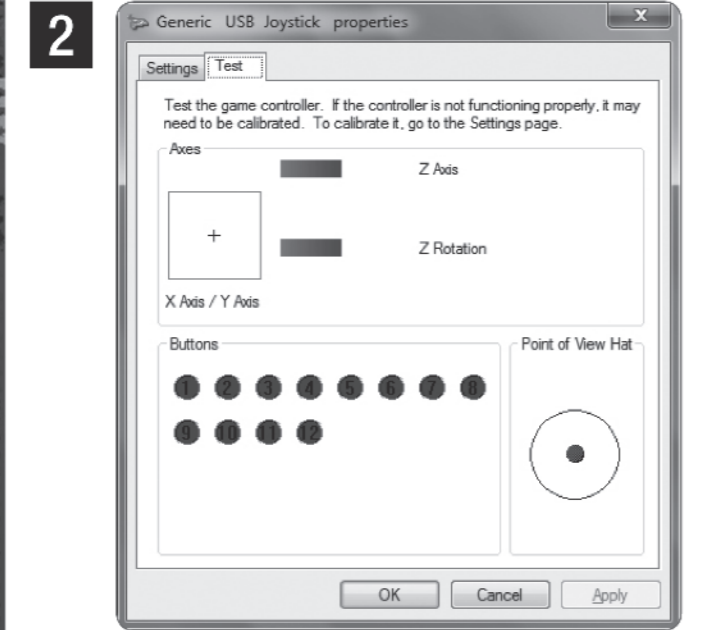 2
Generic USB Joystick properties
X
Settings Test
Test the game controller. If the controller is not functioning properly, it may
need to be calibrated. To calibrate it, go to the Settings page.
Axes
Z Axis
Z Rotation
X Axis / Y Axis
Buttons
1 2 3 4 5 6 7 8
9 10 11 12
Point of View Hat
OK Cancel Apply